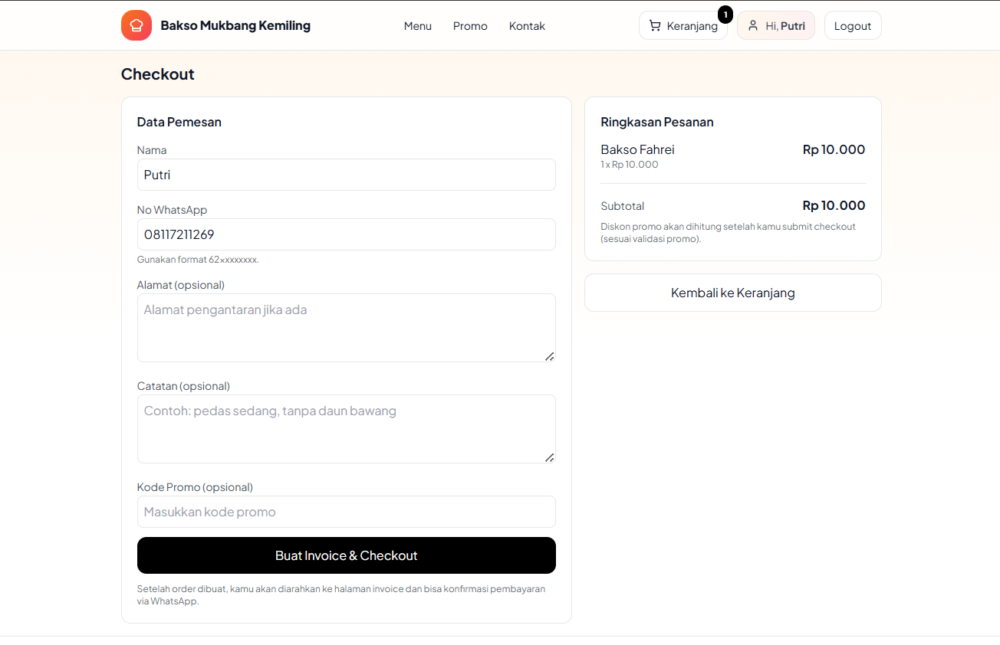 Bakso Mukbang Kemiling
Menu
Promo
Kontak
Keranjang
1
Hi, Putri
Logout
Checkout
Data Pemesan
Nama
Putri
No WhatsApp
08117211269
Gunakan format 62xxxxxxxx.
Alamat (opsional)
Alamat pengantaran jika ada
Catatan (opsional)
Contoh: pedas sedang, tanpa daun bawang
Kode Promo (opsional)
Masukkan kode promo
Buat Invoice & Checkout
Setelah order dibuat, kamu akan diarahkan ke halaman invoice dan bisa konfirmasi pembayaran
via WhatsApp.
Ringkasan Pesanan
Bakso Fahrei Rp 10.000
1 x Rp 10.000
Subtotal Rp 10.000
Diskon promo akan dihitung setelah kamu submit checkout
(sesuai validasi promo).
Kembali ke Keranjang